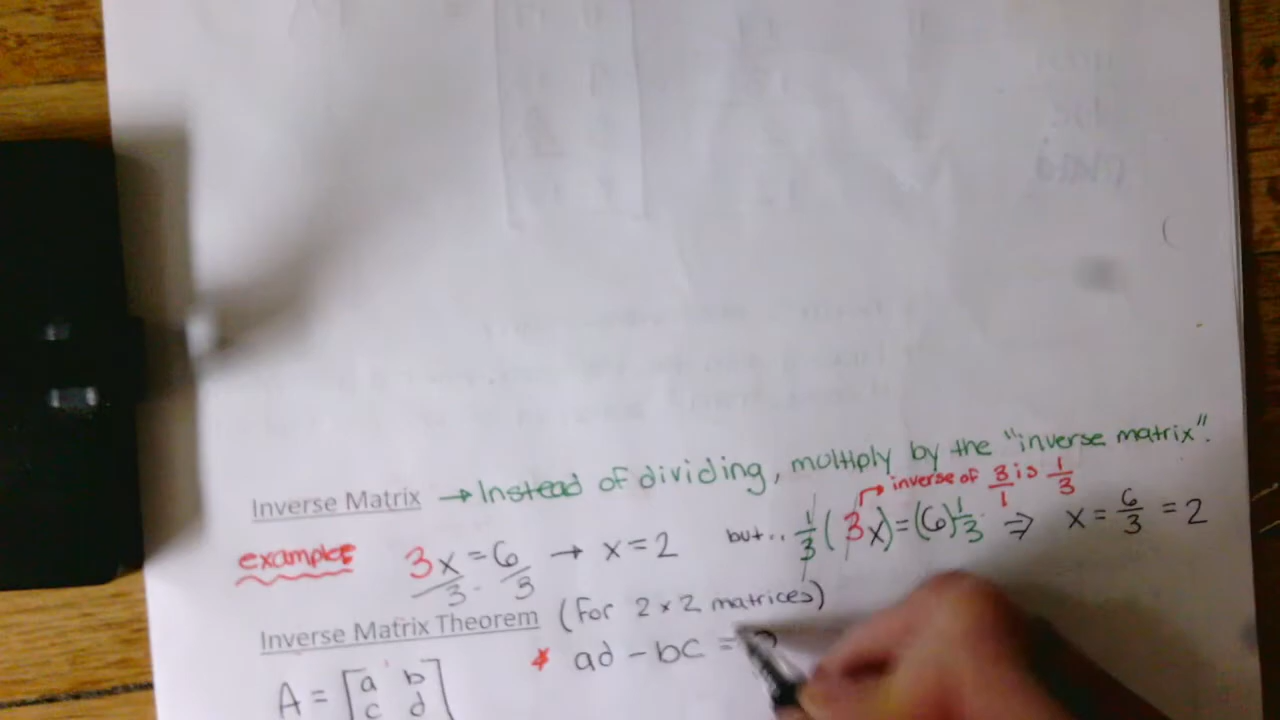 Inverse Matrix → Instead of dividing, multiply by the "inverse matrix".
inverse of 3/1 is 1/3
example: 3x/3 = 6/3 → x = 2 but.. 1/3(3x) = (6)1/3 ⇒ x = 6/3 = 2
Inverse Matrix Theorem (for 2 x 2 matrices)
* ad - bc =
A = [a b
c d]